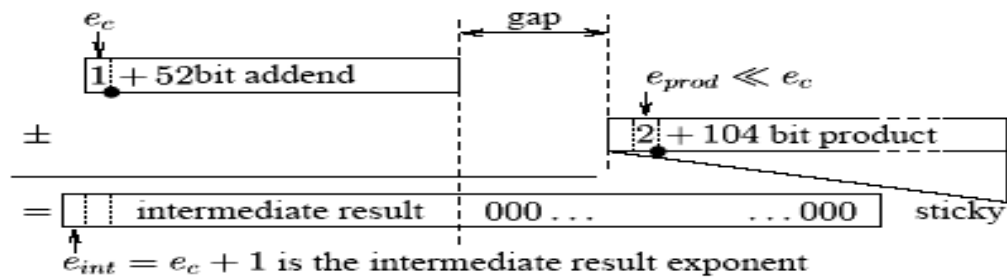 e_c
gap
1 + 52bit addend
e_prod ≪ e_c
±
2 + 104 bit product
= intermediate result 000 ... ... 000 sticky
e_int = e_c + 1 is the intermediate result exponent